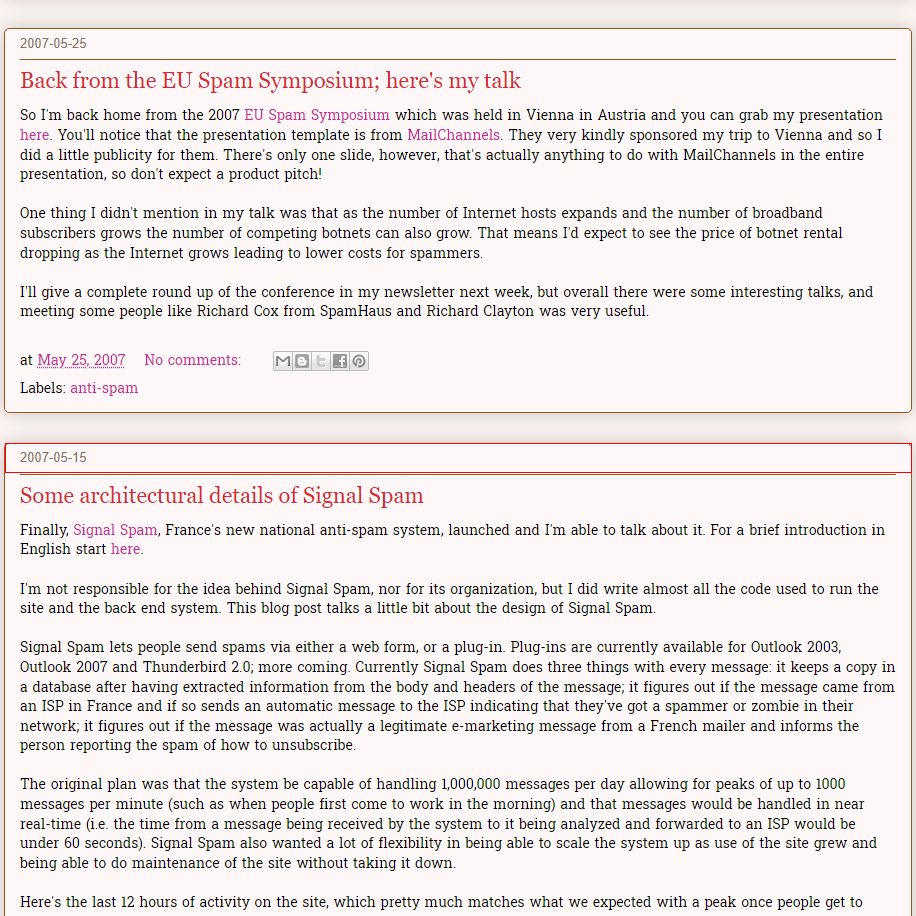 2007-05-25
Back from the EU Spam Symposium; here's my talk
So I'm back home from the 2007 EU Spam Symposium which was held in Vienna in Austria and you can grab my presentation
here. You'll notice that the presentation template is from MailChannels. They very kindly sponsored my trip to Vienna and so I
did a little publicity for them. There's only one slide, however, that's actually anything to do with MailChannels in the entire
presentation, so don't expect a product pitch!
One thing I didn't mention in my talk was that as the number of Internet hosts expands and the number of broadband
subscribers grows the number of competing botnets can also grow. That means I'd expect to see the price of botnet rental
dropping as the Internet grows leading to lower costs for spammers.
I'll give a complete round up of the conference in my newsletter next week, but overall there were some interesting talks, and
meeting some people like Richard Cox from SpamHaus and Richard Clayton was very useful.
at May 25, 2007 No comments:
Labels: anti-spam
2007-05-15
Some architectural details of Signal Spam
Finally, Signal Spam, France's new national anti-spam system, launched and I'm able to talk about it. For a brief introduction in
English start here.
I'm not responsible for the idea behind Signal Spam, nor for its organization, but I did write almost all the code used to run the
site and the back end system. This blog post talks a little bit about the design of Signal Spam.
Signal Spam lets people send spams via either a web form, or a plug-in. Plug-ins are currently available for Outlook 2003,
Outlook 2007 and Thunderbird 2.0; more coming. Currently Signal Spam does three things with every message: it keeps a copy in
a database after having extracted information from the body and headers of the message; it figures out if the message came from
an ISP in France and if so sends an automatic message to the ISP indicating that they've got a spammer or zombie in their
network; it figures out if the message was actually a legitimate e-marketing message from a French mailer and informs the
person reporting the spam of how to unsubscribe.
The original plan was that the system be capable of handling 1,000,000 messages per day allowing for peaks of up to 1000
messages per minute (such as when people first come to work in the morning) and that messages would be handled in near
real-time (i.e. the time from a message being received by the system to it being analyzed and forwarded to an ISP would be
under 60 seconds). Signal Spam also wanted a lot of flexibility in being able to scale the system up as use of the site grew and
being able to do maintenance of the site without taking it down.
Here's the last 12 hours of activity on the site, which pretty much matches what we expected with a peak once people get to